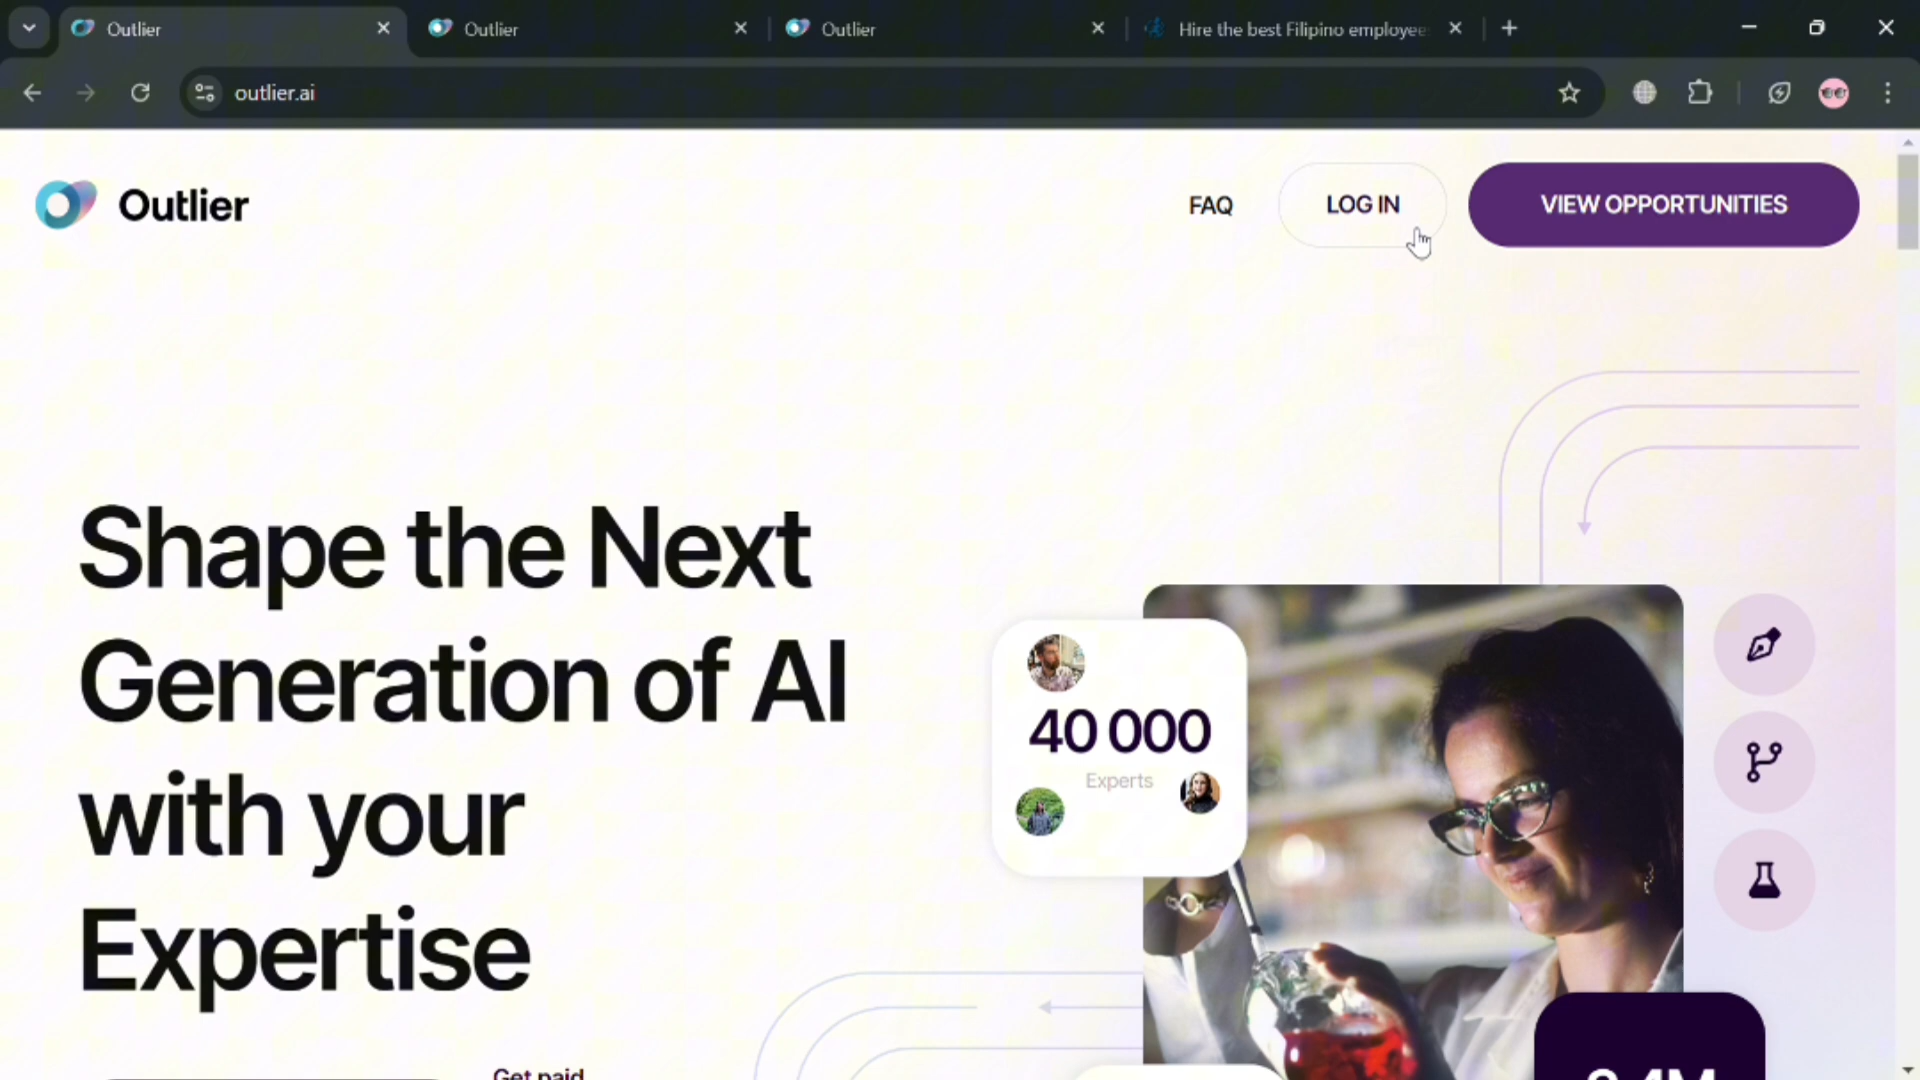 Outlier
Outlier
Outlier
Hire the best Filipino employee
outlier.ai
Outlier
FAQ
LOG IN
VIEW OPPORTUNITIES
Shape the Next
Generation of AI
with your
Expertise
40 000
Experts
Get paid